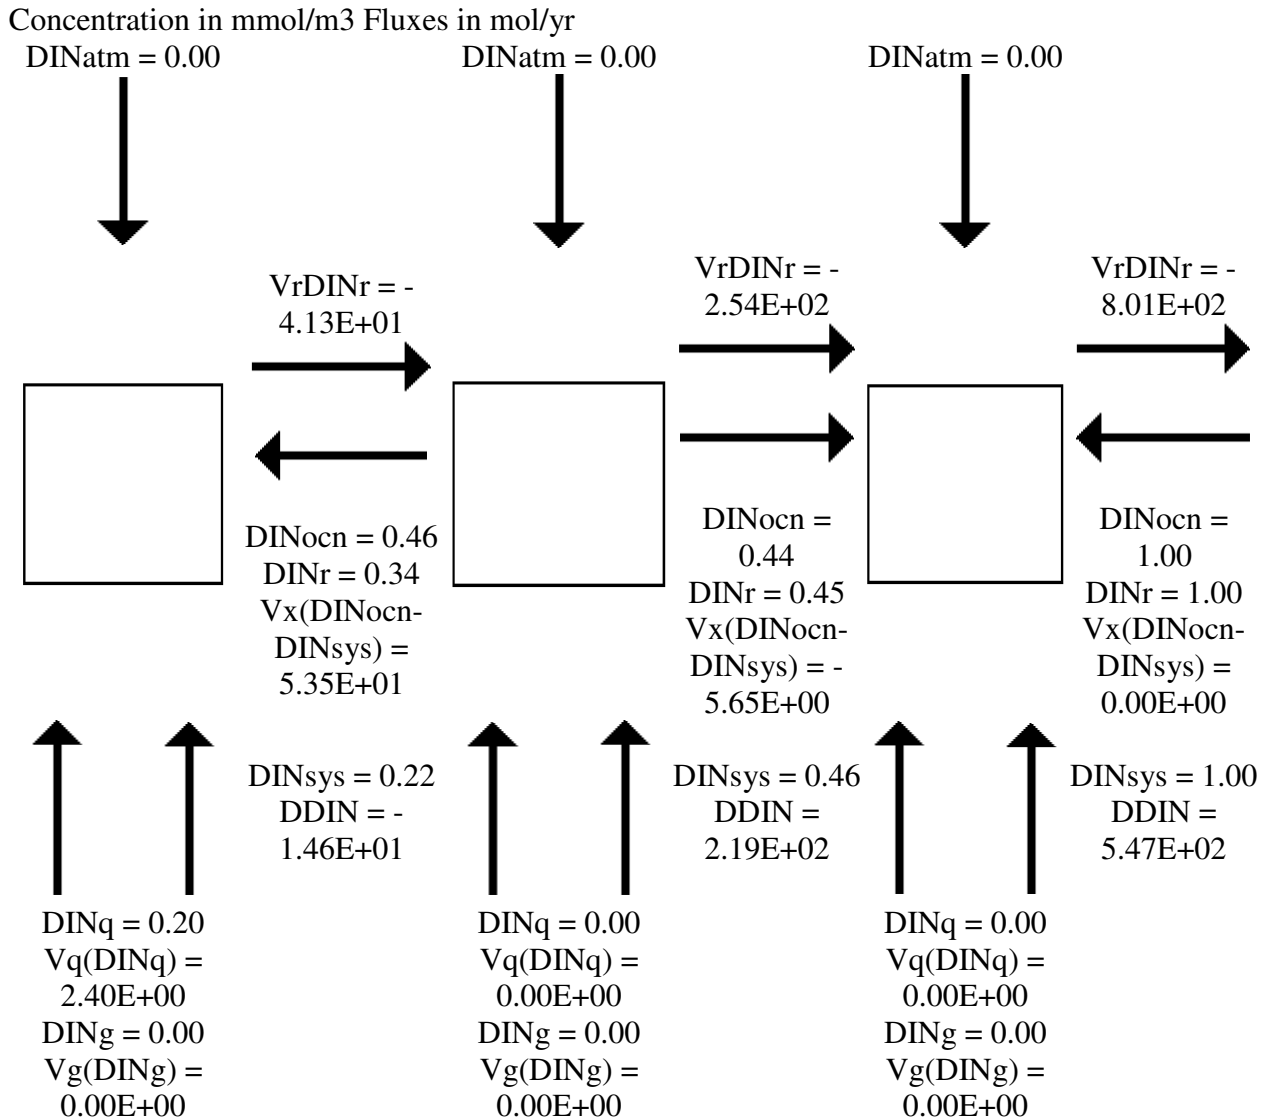 Concentration in mmol/m3 Fluxes in mol/yr
DINatm = 0.00
DINatm = 0.00
DINatm = 0.00
VrDINr = -
4.13E+01
VrDINr = -
2.54E+02
VrDINr = -
8.01E+02
DINocn = 0.46
DINr = 0.34
Vx(DINocn-
DINsys) =
5.35E+01
DINocn =
0.44
DINr = 0.45
Vx(DINocn-
DINsys) = -
5.65E+00
DINocn =
1.00
DINr = 1.00
Vx(DINocn-
DINsys) =
0.00E+00
DINsys = 0.22
DDIN = -
1.46E+01
DINsys = 0.46
DDIN =
2.19E+02
DINsys = 1.00
DDIN =
5.47E+02
DINq = 0.20
Vq(DINq) =
2.40E+00
DINg = 0.00
Vg(DINg) =
0.00E+00
DINq = 0.00
Vq(DINq) =
0.00E+00
DINg = 0.00
Vg(DINg) =
0.00E+00
DINq = 0.00
Vq(DINq) =
0.00E+00
DINg = 0.00
Vg(DINg) =
0.00E+00